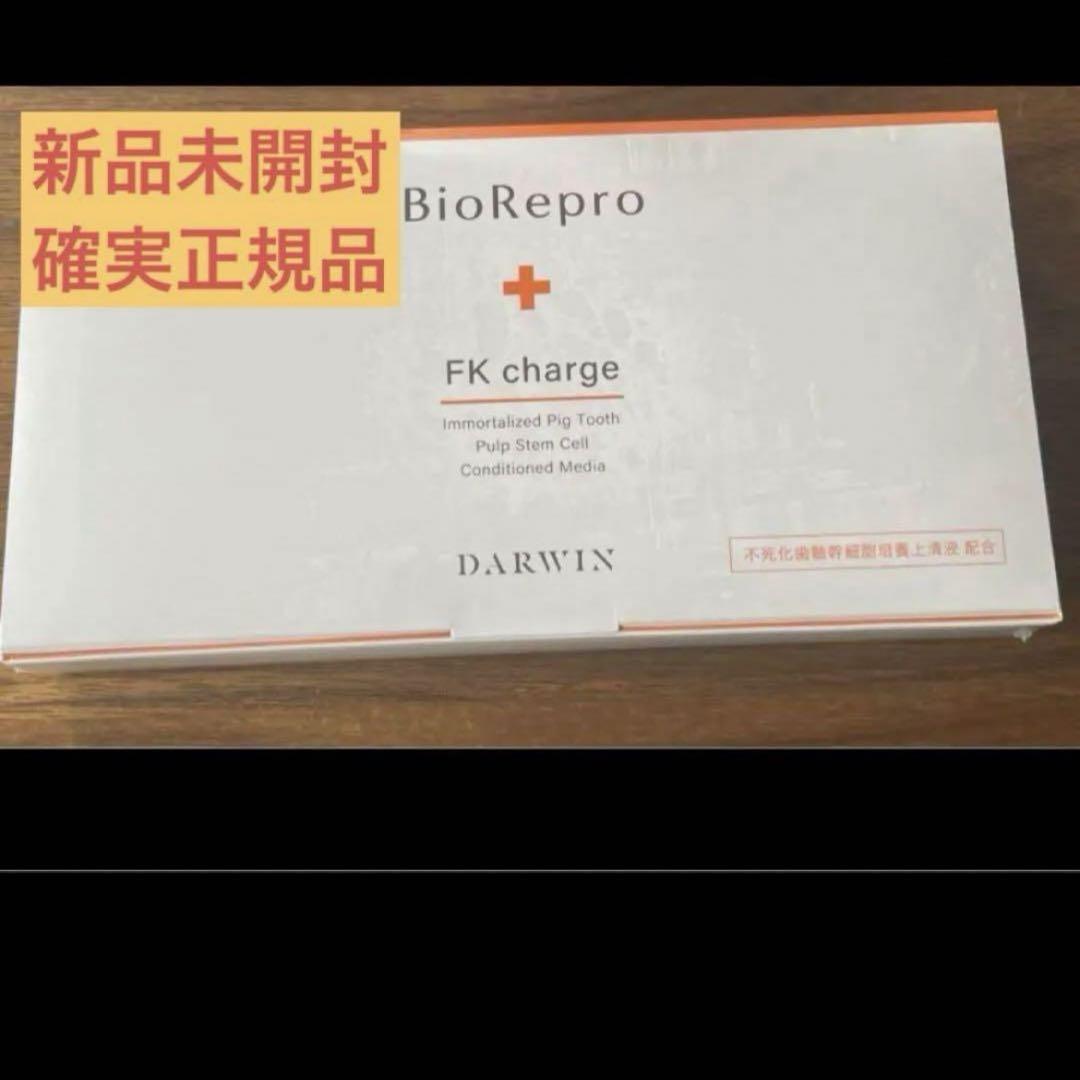 新品未開封
確実正規品
BioRepro
FK charge
Immortalized Pig Tooth
Pulp Stem Cell
Conditioned Media
DARWIN
不死化歯髄幹細胞培養上清液 配合